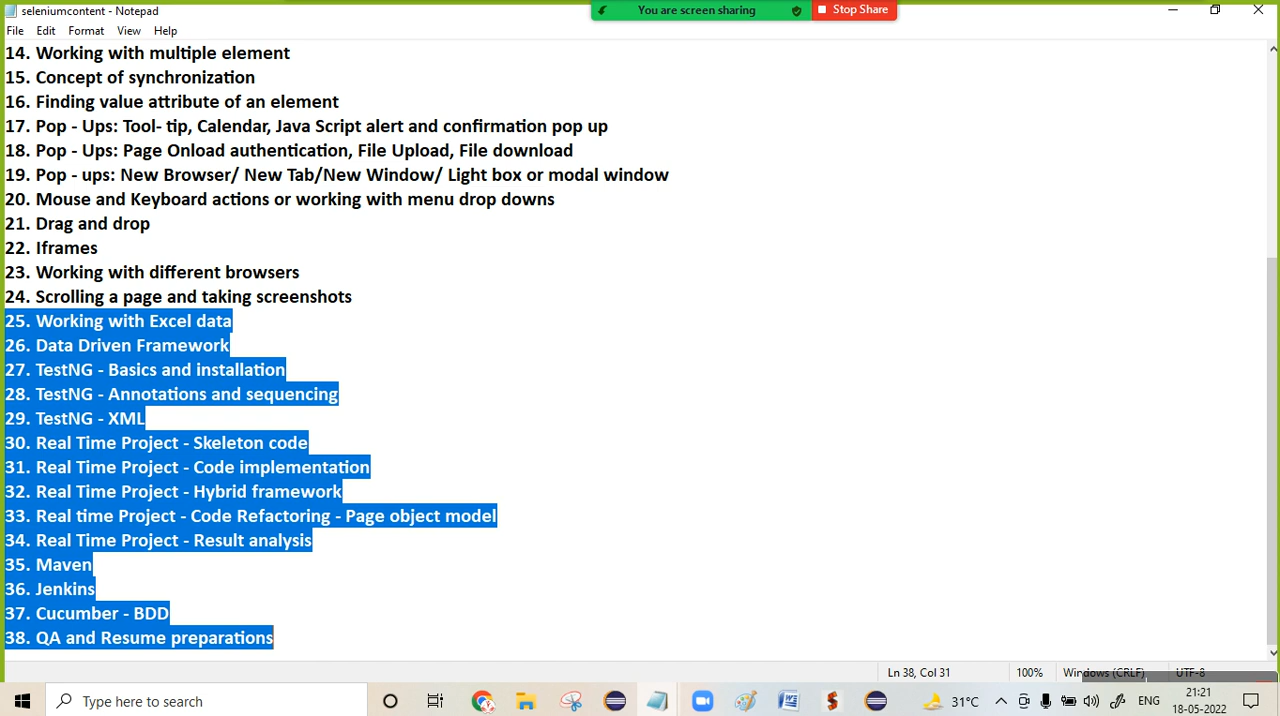 seleniumcontent - Notepad
You are screen sharing
Stop Share
File Edit Format View Help
14. Working with multiple element
15. Concept of synchronization
16. Finding value attribute of an element
17. Pop - Ups: Tool- tip, Calendar, Java Script alert and confirmation pop up
18. Pop - Ups: Page Onload authentication, File Upload, File download
19. Pop - ups: New Browser/ New Tab/New Window/ Light box or modal window
20. Mouse and Keyboard actions or working with menu drop downs
21. Drag and drop
22. Iframes
23. Working with different browsers
24. Scrolling a page and taking screenshots
25. Working with Excel data
26. Data Driven Framework
27. TestNG - Basics and installation
28. TestNG - Annotations and sequencing
29. TestNG - XML
30. Real Time Project - Skeleton code
31. Real Time Project - Code implementation
32. Real Time Project - Hybrid framework
33. Real time Project - Code Refactoring - Page object model
34. Real Time Project - Result analysis
35. Maven
36. Jenkins
37. Cucumber - BDD
38. QA and Resume preparations
Ln 38, Col 31 100% Windows (CRLF) UTF-8
Type here to search
31°C
ENG
21:21
18-05-2022